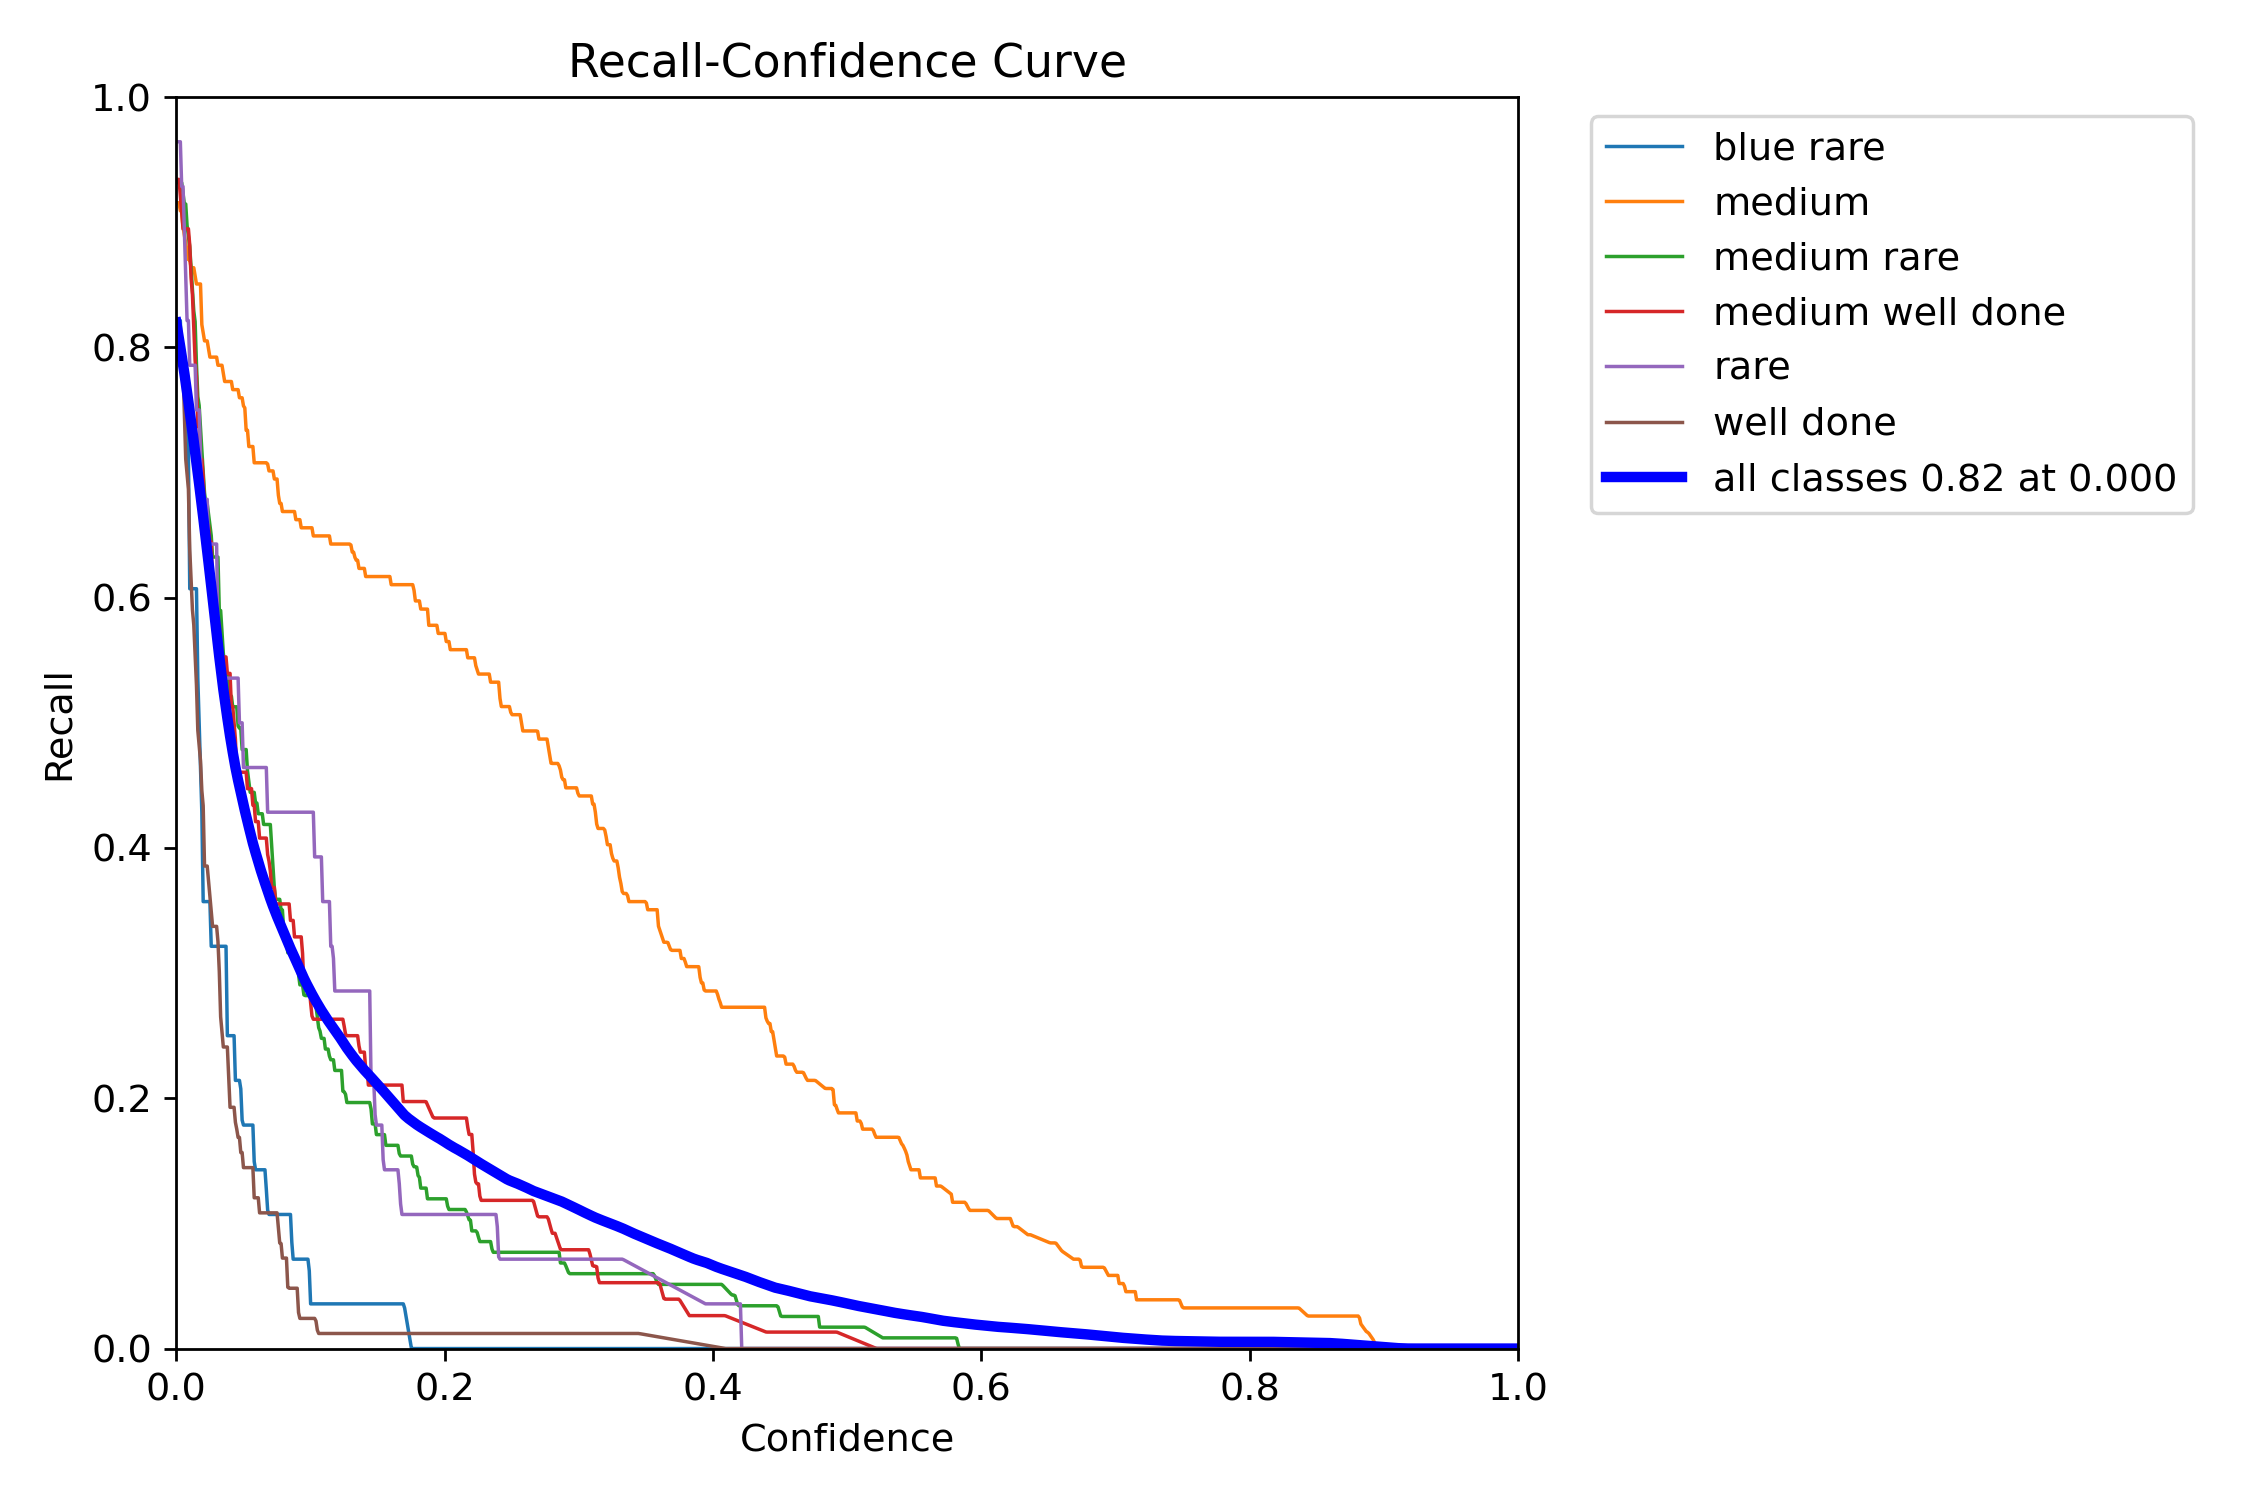 Recall-Confidence Curve
1.0
0.8
0.6
0.4
0.2
0.0
Recall
0.0 0.2 0.4 0.6 0.8 1.0
Confidence
blue rare
medium
medium rare
medium well done
rare
well done
all classes 0.82 at 0.000